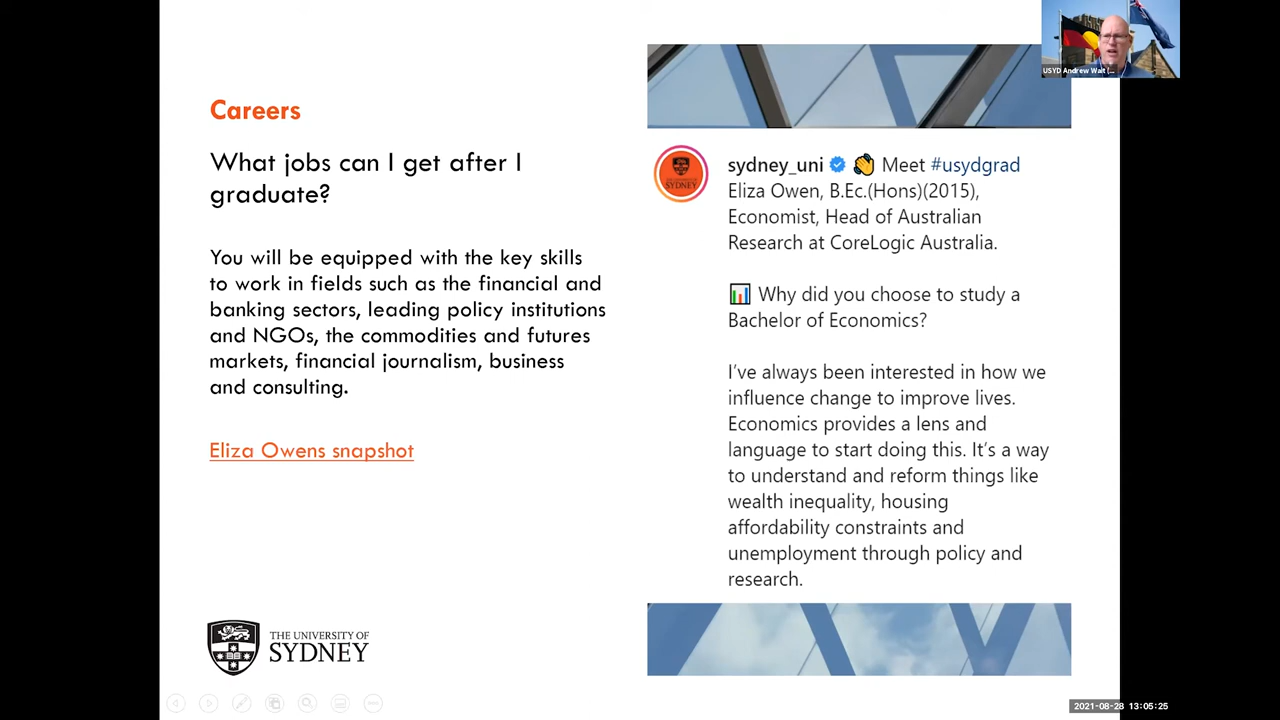 USYD Andrew Wait (...
Careers
What jobs can I get after I
graduate?
You will be equipped with the key skills
to work in fields such as the financial and
banking sectors, leading policy institutions
and NGOs, the commodities and futures
markets, financial journalism, business
and consulting.
Eliza Owens snapshot
THE UNIVERSITY OF
SYDNEY
SYDNEY
sydney_uni 👏 Meet #usydgrad
Eliza Owen, B.Ec.(Hons)(2015),
Economist, Head of Australian
Research at CoreLogic Australia.
📊 Why did you choose to study a
Bachelor of Economics?
I’ve always been interested in how we
influence change to improve lives.
Economics provides a lens and
language to start doing this. It’s a way
to understand and reform things like
wealth inequality, housing
affordability constraints and
unemployment through policy and
research.
2021-08-28 13:05:25